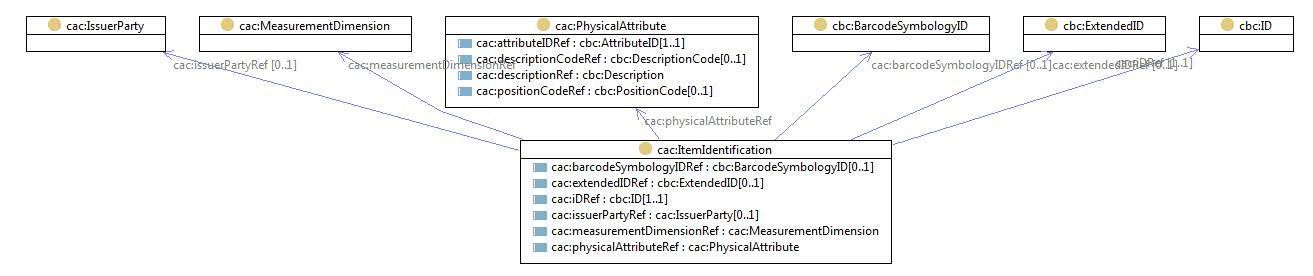 cac:IssuerParty
cac:MeasurementDimension
cac:PhysicalAttribute
cac:attributeIDRef : cbc:AttributeID[1..1]
cac:descriptionCodeRef : cbc:DescriptionCode[0..1]
cac:descriptionRef : cbc:Description
cac:positionCodeRef : cbc:PositionCode[0..1]
cbc:BarcodeSymbologyID
cbc:ExtendedID
cbc:ID
cac:issuerPartyRef [0..1]
cac:measurementDimensionRef
cac:barcodeSymbologyIDRef [0..1]
cac:extendedIDRef [0..1]
cac:iDRef [1..1]
cac:physicalAttributeRef
cac:ItemIdentification
cac:barcodeSymbologyIDRef : cbc:BarcodeSymbologyID[0..1]
cac:extendedIDRef : cbc:ExtendedID[0..1]
cac:iDRef : cbc:ID[1..1]
cac:issuerPartyRef : cac:IssuerParty[0..1]
cac:measurementDimensionRef : cac:MeasurementDimension
cac:physicalAttributeRef : cac:PhysicalAttribute